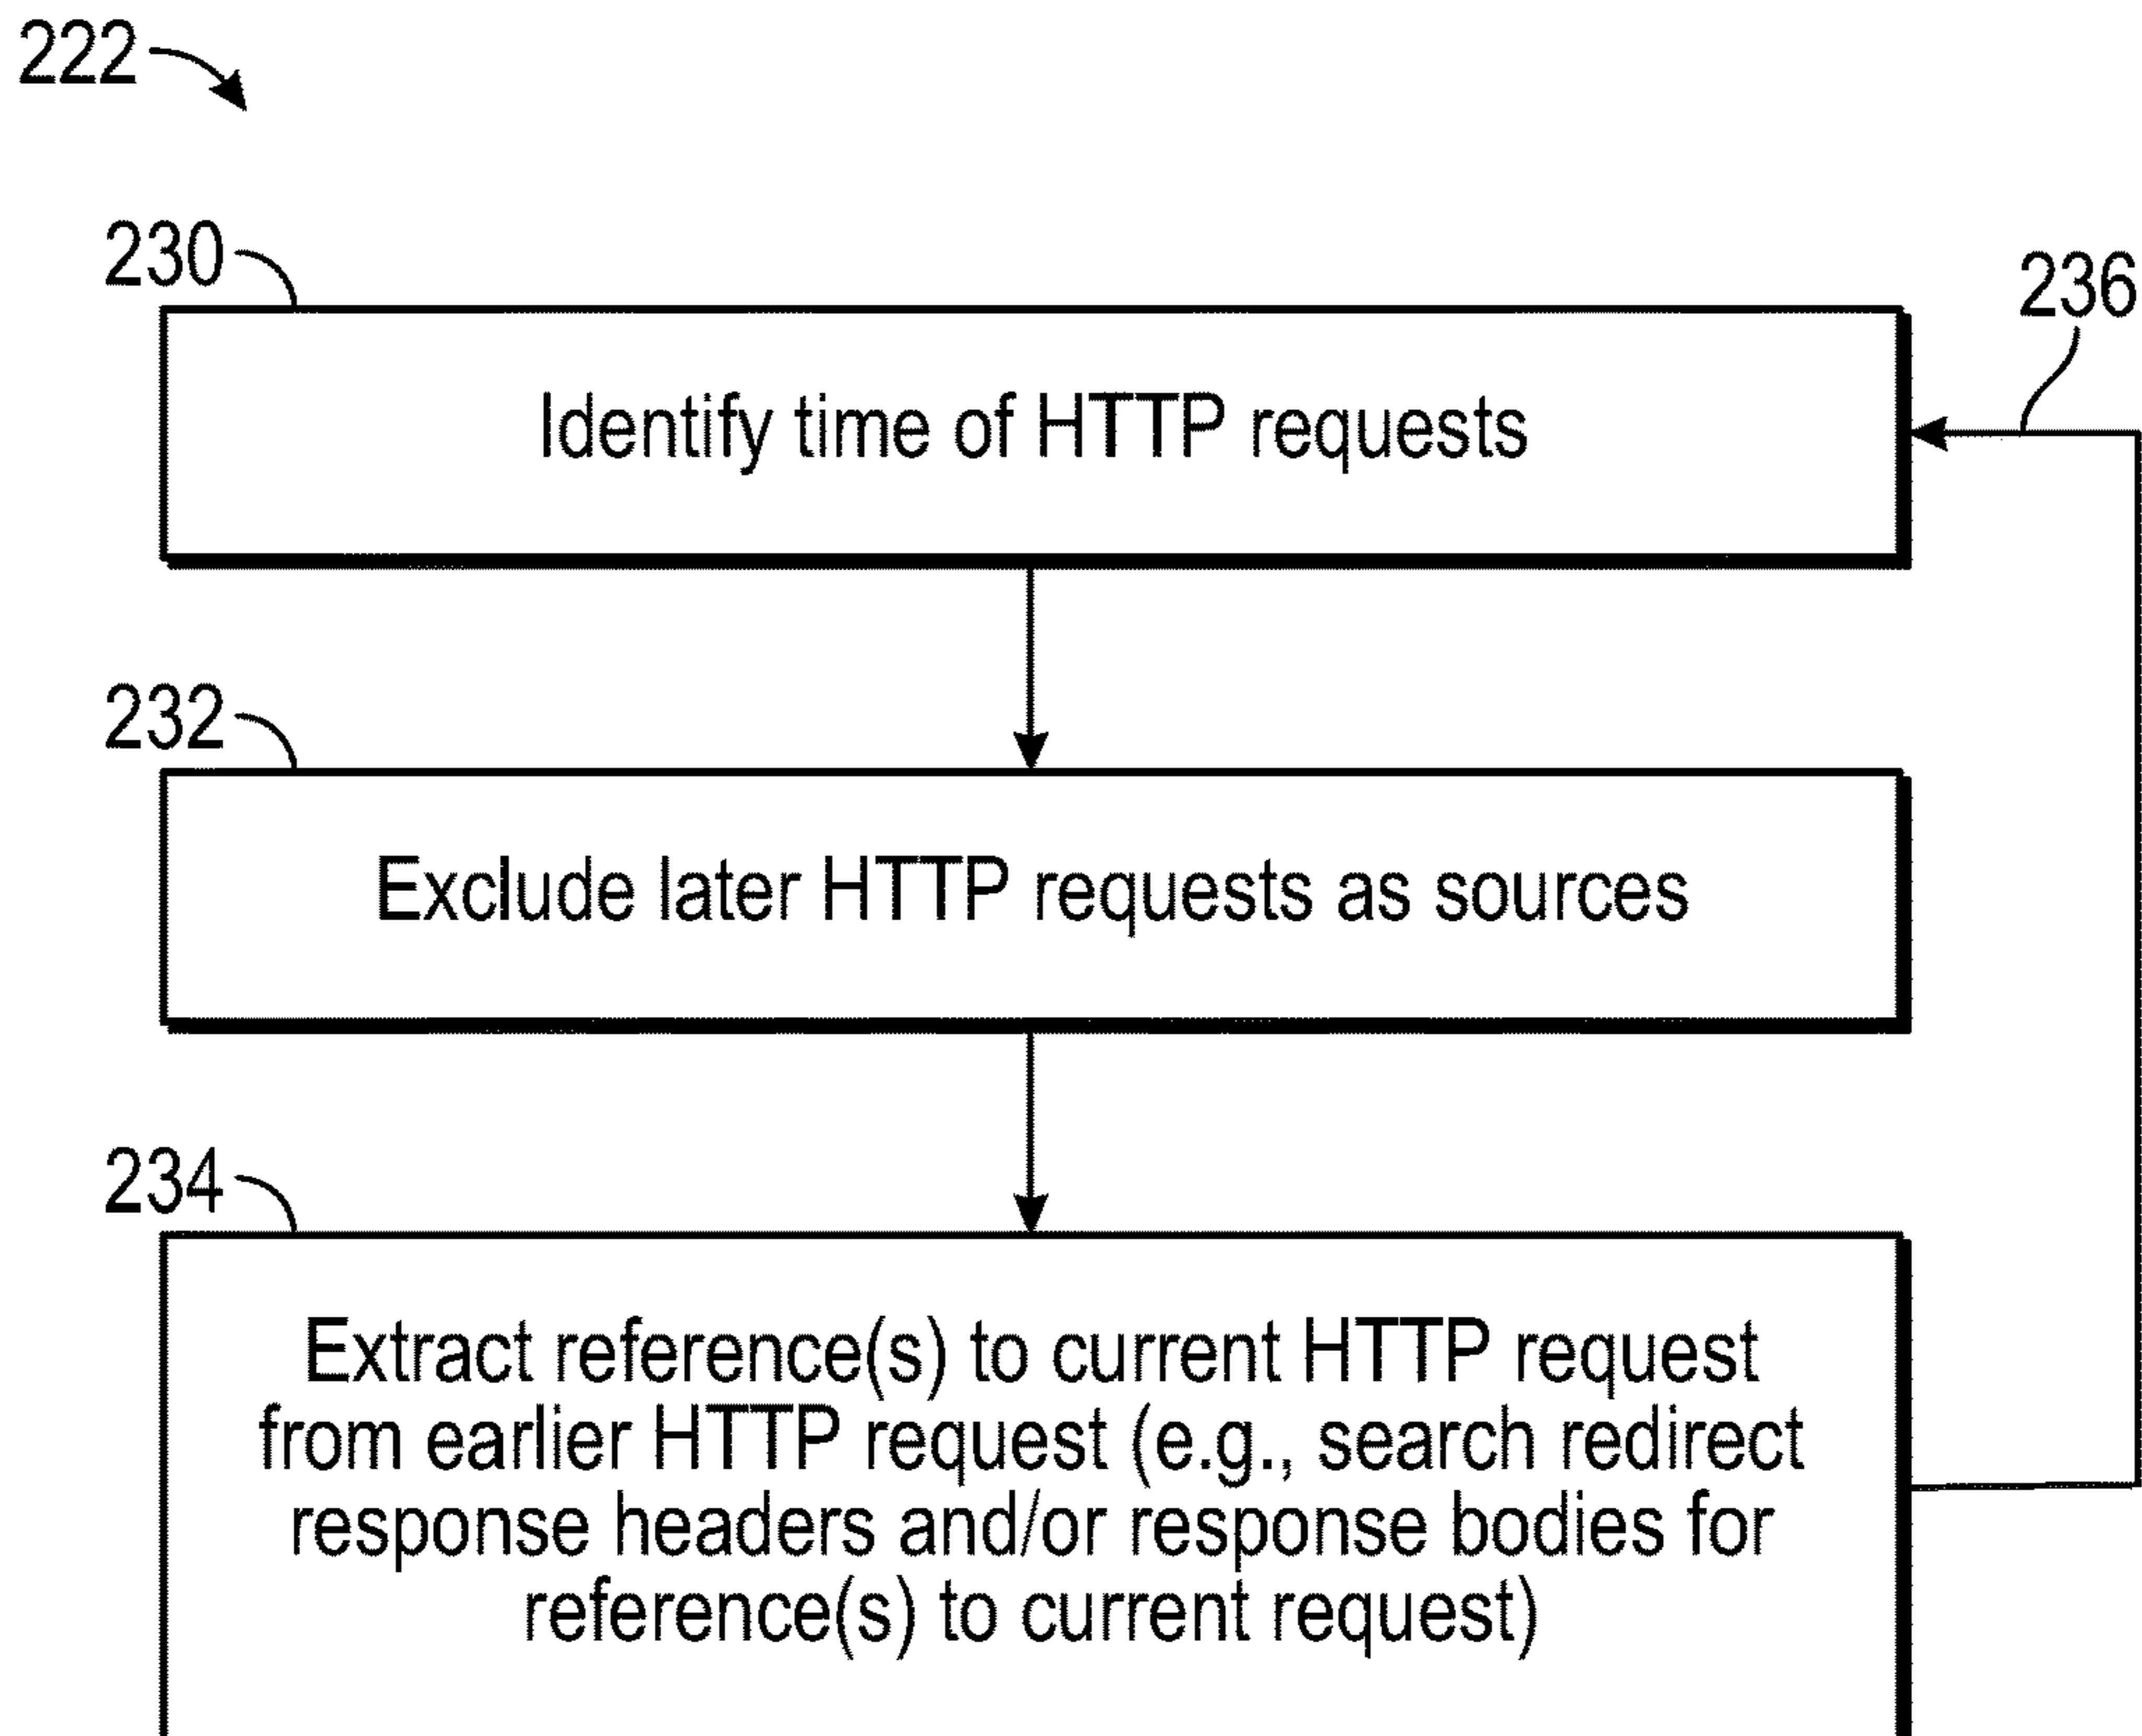 222
230
236
Identify time of HTTP requests
232
Exclude later HTTP requests as sources
234
Extract reference(s) to current HTTP request
from earlier HTTP request (e.g., search redirect
response headers and/or response bodies for
reference(s) to current request)